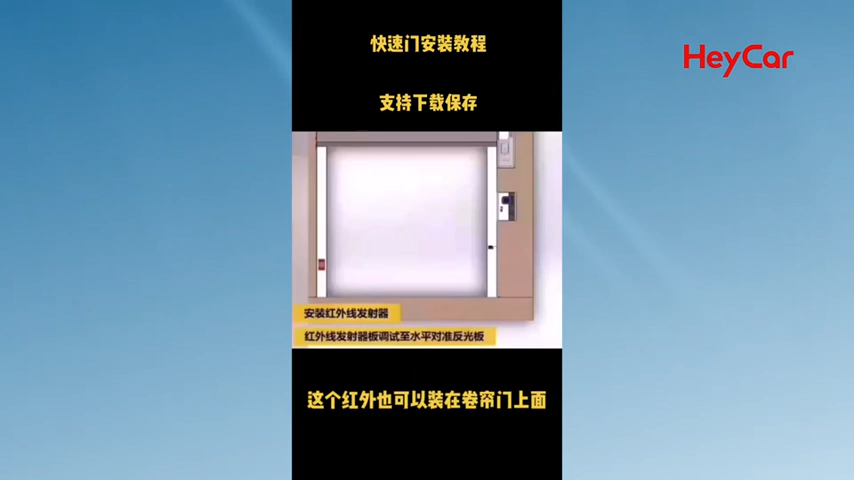 快速门安装教程
HeyCar
支持下载保存
安装红外线发射器
红外线发射器板调试至水平对准反光板
这个红外也可以装在卷帘门上面